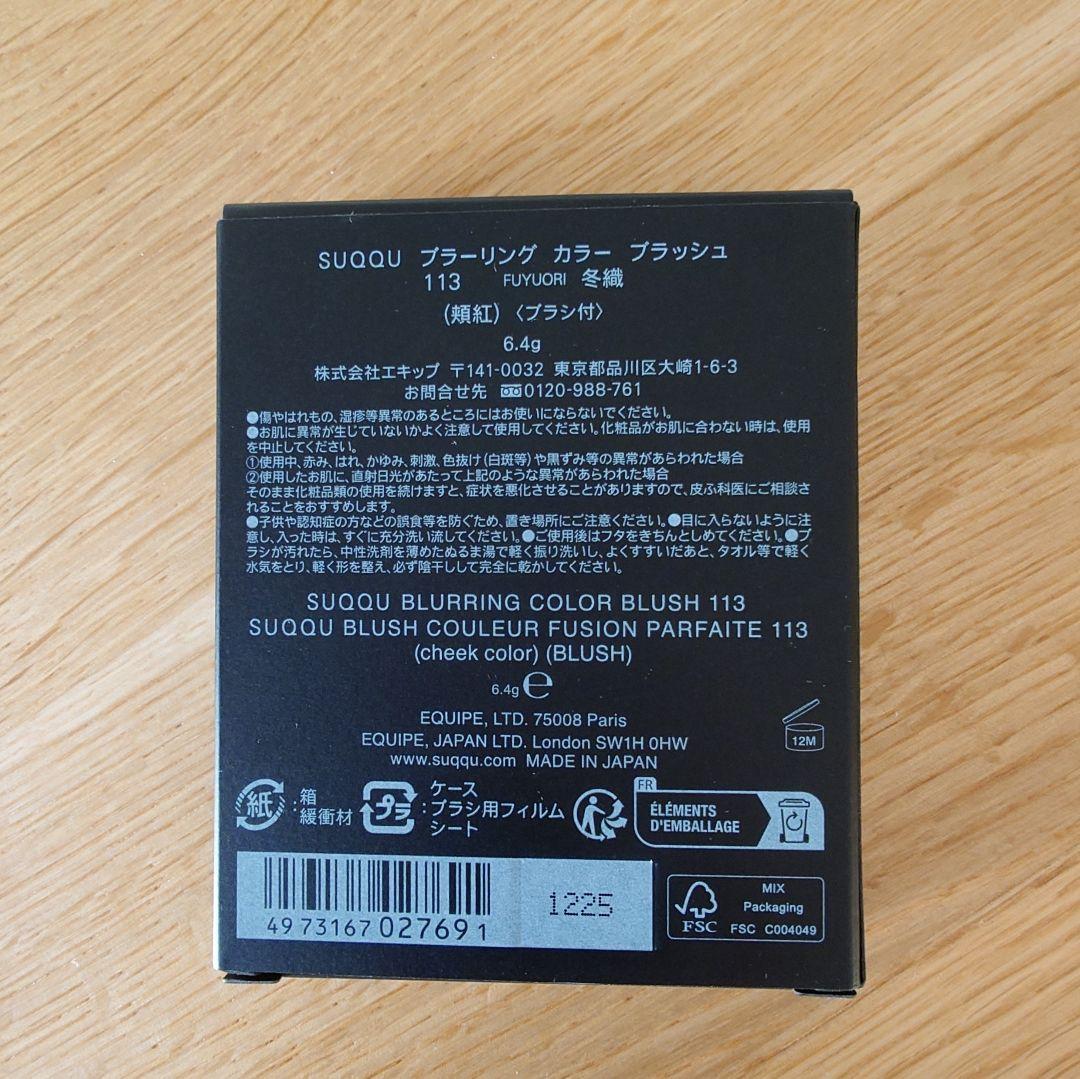 SUQQU ブラーリング カラー ブラッシュ
113 FUYUORI 冬織
(頬紅)〈ブラシ付〉
6.4g
株式会社エキップ 〒141-0032 東京都品川区大崎1-6-3
お問合せ先 0120-988-761
●傷やはれもの、湿疹等異常のあるところにはお使いにならないでください。
●お肌に異常が生じていないかよく注意して使用してください。化粧品がお肌に合わない時は、使用
を中止してください。
①使用中、赤み、はれ、かゆみ、刺激、色抜け(白斑等)や黒ずみ等の異常があらわれた場合
②使用したお肌に、直射日光があたって上記のような異常があらわれた場合
そのまま化粧品類の使用を続けますと、症状を悪化させることがありますので、皮ふ科医にご相談さ
れることをおすすめします。
●子供や認知症の方などの誤食等を防ぐため、置き場所にご注意ください。●目に入らないように注
意し、入った時は、すぐに充分洗い流してください。●ご使用後はフタをきちんとしめてください。●ブ
ラシが汚れたら、中性洗剤を薄めたぬるま湯で軽く振り洗いし、よくすすいだあと、タオル等で軽く
水気をとり、軽く形を整え、必ず陰干しして完全に乾かしてください。
SUQQU BLURRING COLOR BLUSH 113
SUQQU BLUSH COULEUR FUSION PARFAITE 113
(cheek color) (BLUSH)
6.4g ℮
EQUIPE, LTD. 75008 Paris
EQUIPE, JAPAN LTD. London SW1H 0HW
www.suqqu.com MADE IN JAPAN
12M
紙 : 箱
緩衝材
プラ : ケース
ブラシ用フィルム
シート
FR
ÉLÉMENTS
D'EMBALLAGE
4973167027691
1225
FSC
MIX
Packaging
FSC C004049